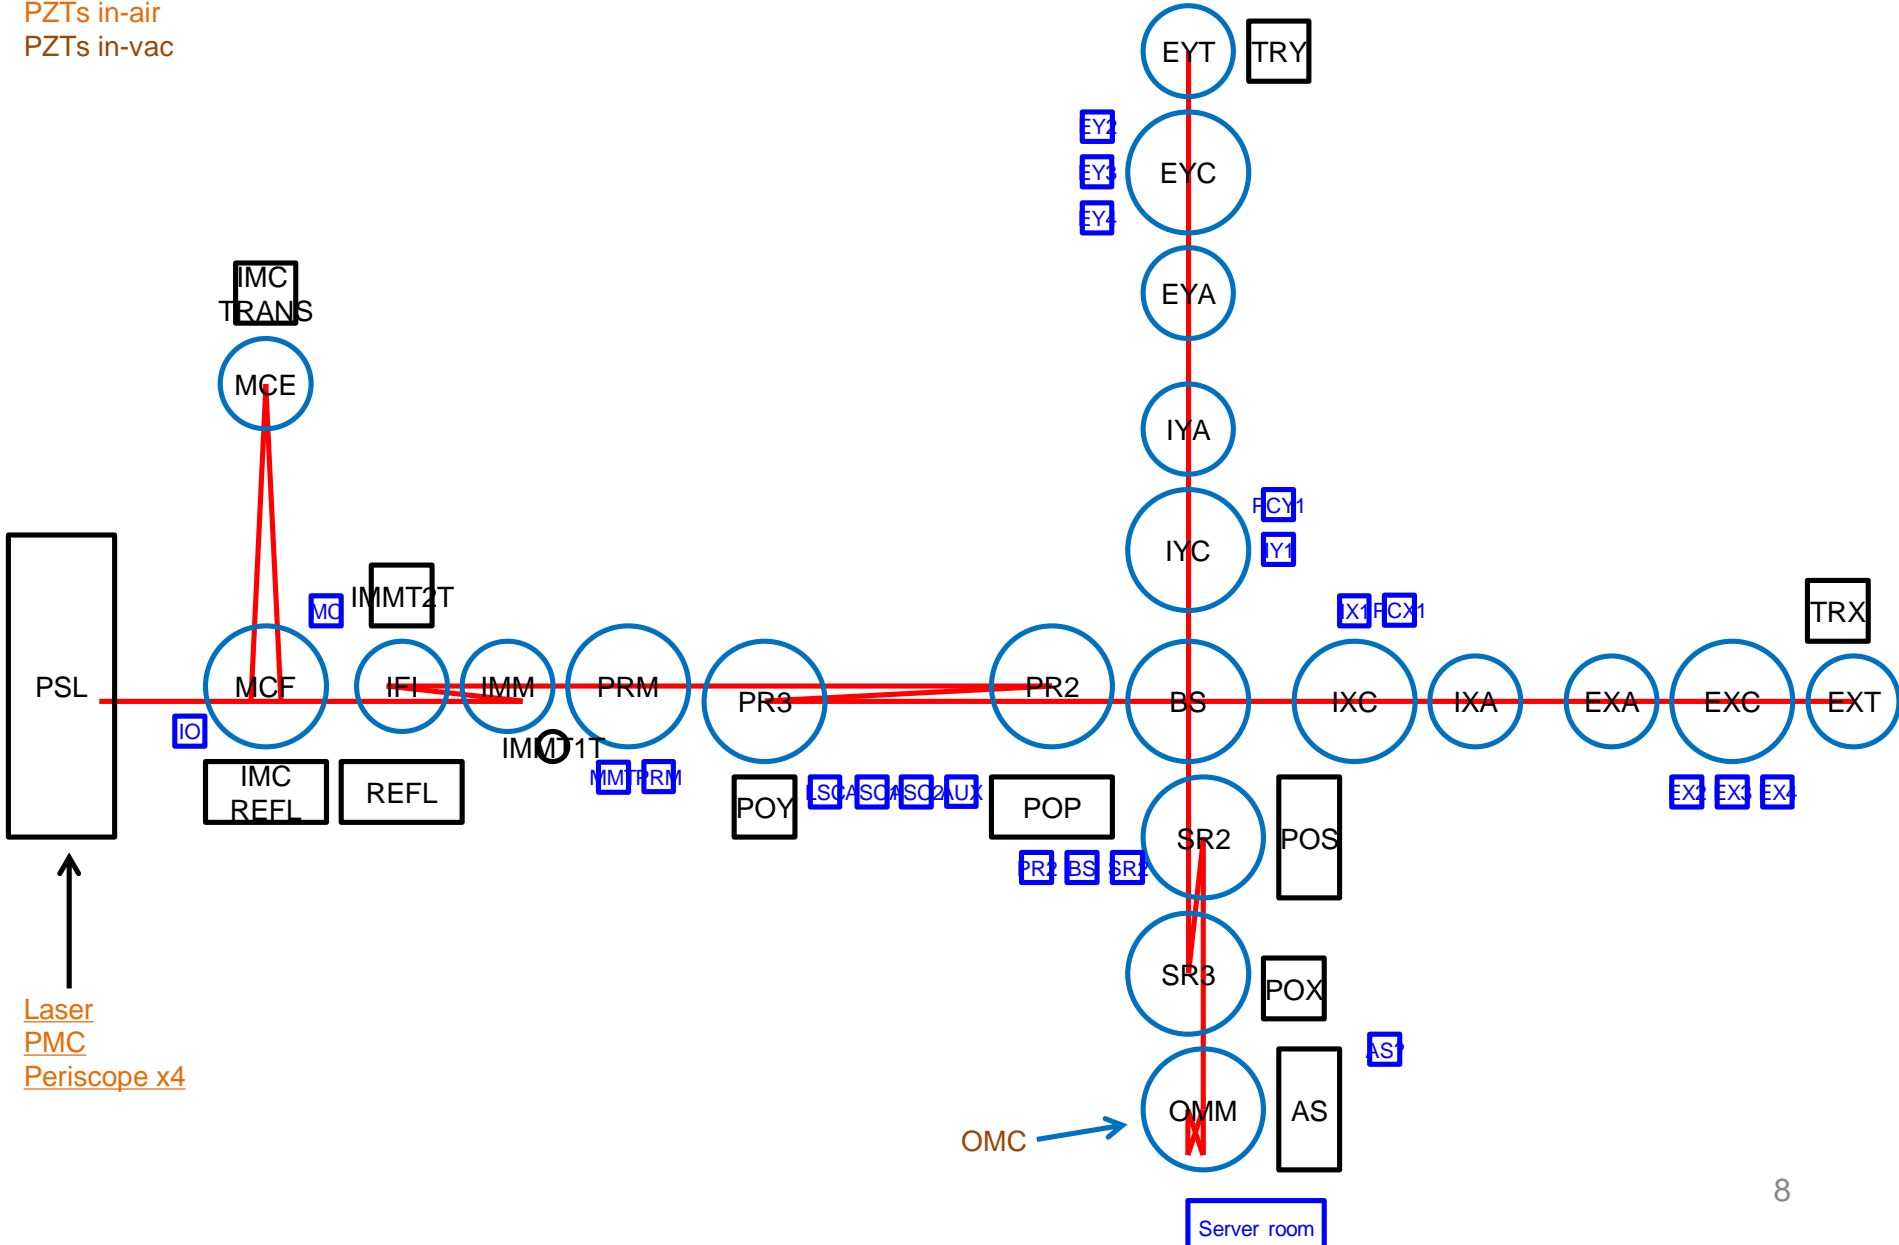 PZTs in-air
PZTs in-vac
EYT
TRY
EY2
EYC
EY3
EY4
IMC
TRANS
EYA
MCE
IYA
PCY1
IYC
IY1
MC
IMMT2T
IX1
PCX1
TRX
PSL
MCF
IFI
IMM
PRM
PR3
PR2
BS
IXC
IXA
EXA
EXC
EXT
IO
IMMT1T
IMC
REFL
REFL
MMT
PRM
POY
LSC
ASC1
ASC2
AUX
POP
EX2
EX3
EX4
SR2
POS
PR2
BS
SR2
SR3
POX
Laser
PMC
Periscope x4
AS?
OMM
AS
OMC
8
Server room